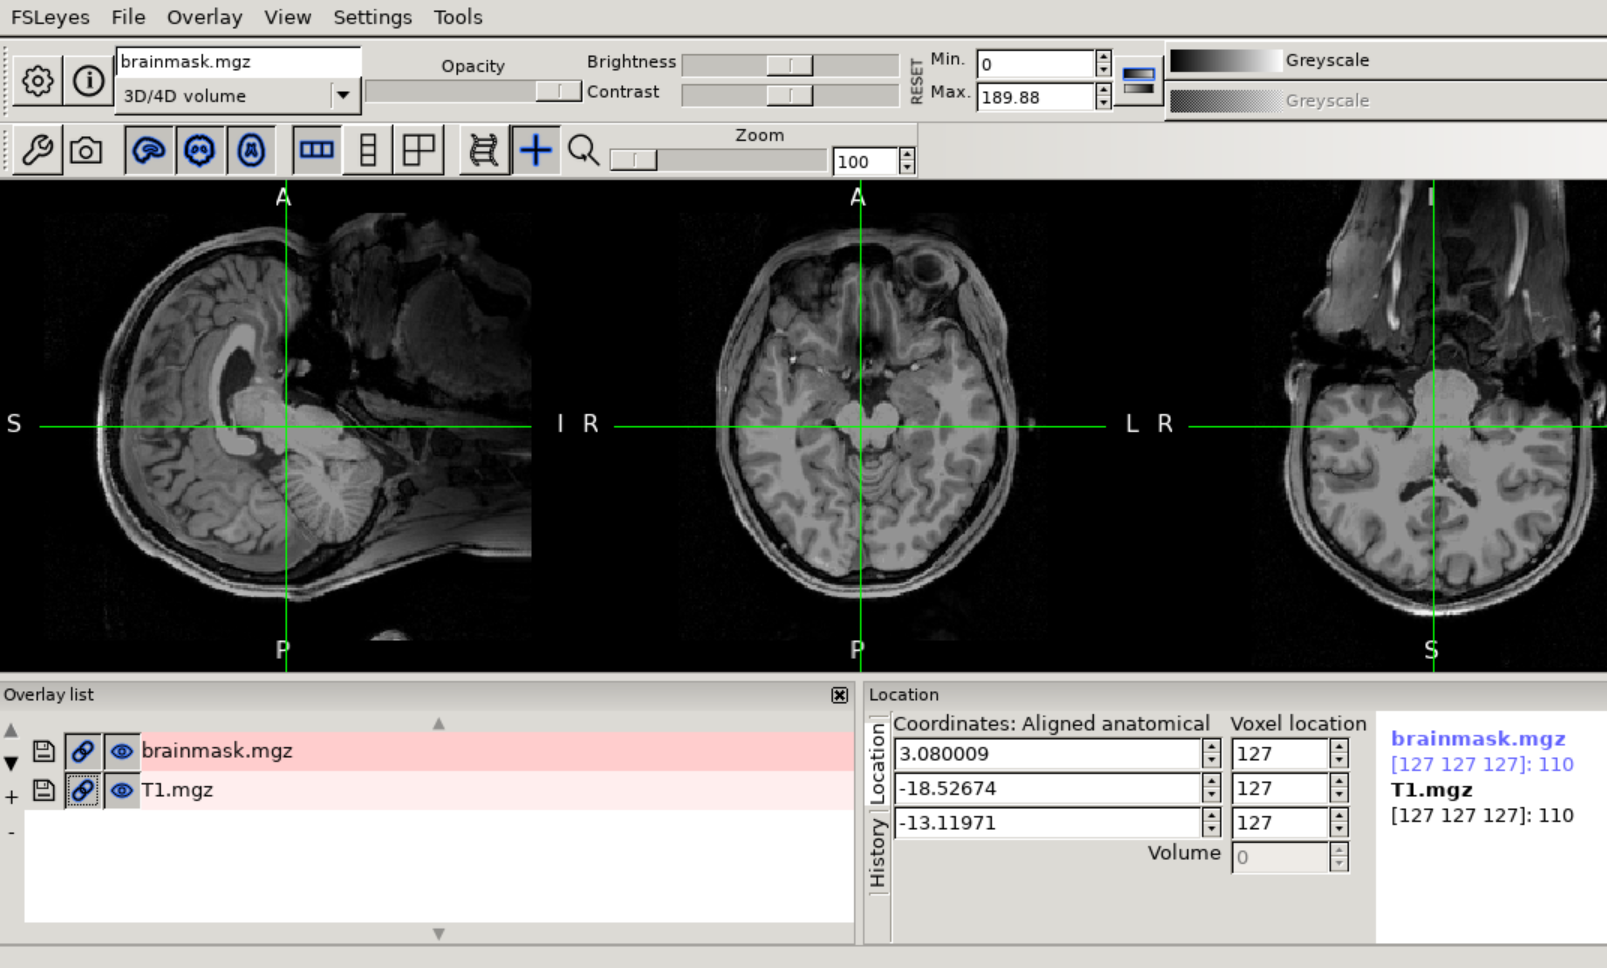 FSLeyes File Overlay View Settings Tools
brainmask.mgz
3D/4D volume
Opacity
Brightness
Contrast
RESET
Min. 0
Max. 189.88
Greyscale
Greyscale
Zoom
100
A A I
S I R L R
P P S
Overlay list
brainmask.mgz
T1.mgz
Location
Location
History
Coordinates: Aligned anatomical Voxel location
3.080009 127
-18.52674 127
-13.11971 127
Volume 0
brainmask.mgz
[127 127 127]: 110
T1.mgz
[127 127 127]: 110